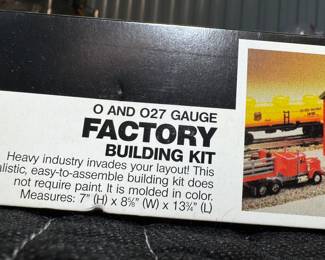 O AND O27 GAUGE
FACTORY
BUILDING KIT
Heavy industry invades your layout! This
alistic, easy-to-assemble building kit does
not require paint. It is molded in color.
Measures: 7" (H) x 8⅝" (W) x 13¾" (L)